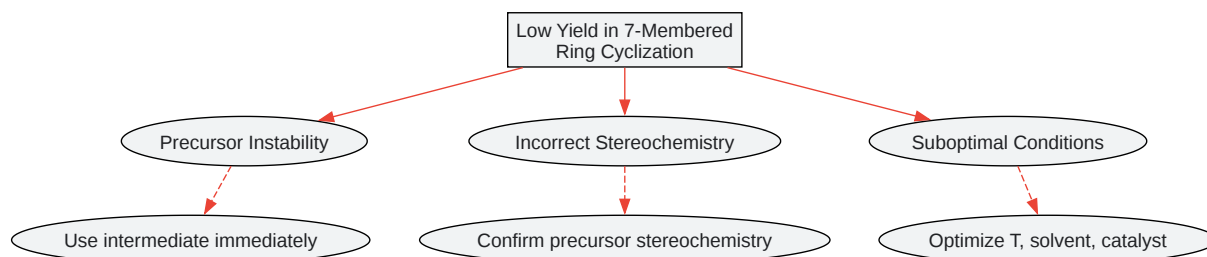 Low Yield in 7-Membered
Ring Cyclization
Precursor Instability
Incorrect Stereochemistry
Suboptimal Conditions
Use intermediate immediately
Confirm precursor stereochemistry
Optimize T, solvent, catalyst